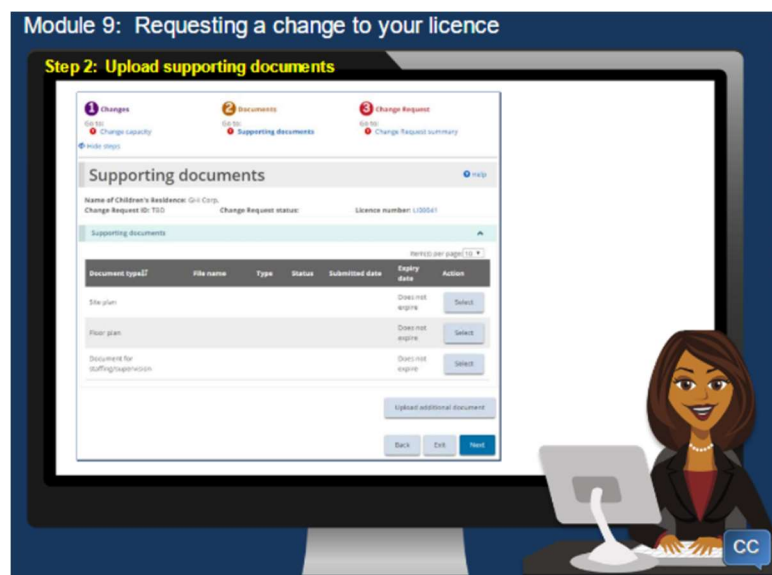 Module 9: Requesting a change to your licence
Step 2: Upload supporting documents
1 Changes 2 Documents 3 Change Request
Go to: Go to: Go to:
Change capacity Supporting documents Change Request summary
Hide steps
Supporting documents Help
Name of Children's Residence: G-II Corp.
Change Request ID: TBD Change Request status: Licence number:
Supporting documents
Item(s) per page 10
Document type File name Type Status Submitted date Expiry date Action
Site plan Does not expire Select
Floor plan Does not expire Select
Document for staffing/supervision Does not expire Select
Upload additional document
Back Exit Next
CC